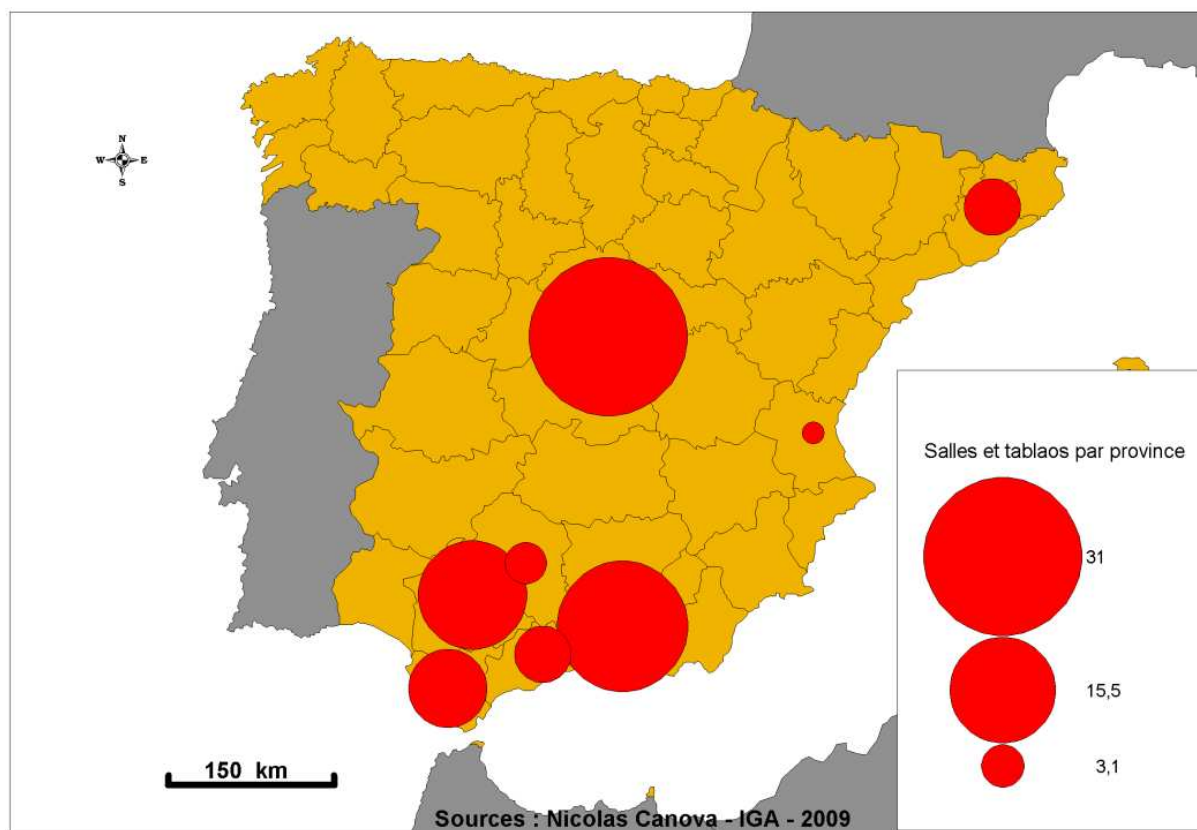 N
W E
S
Salles et tablaos par province
31
15,5
3,1
150 km
Sources : Nicolas Canova - IGA - 2009